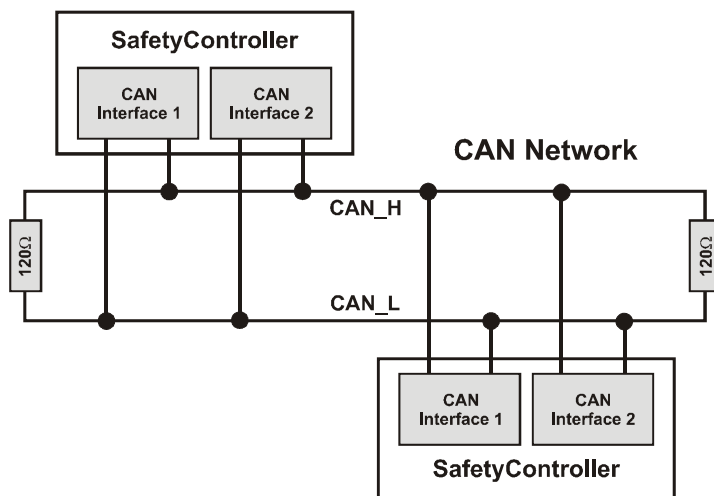 SafetyController
CAN
Interface 1
CAN
Interface 2
CAN Network
CAN_H
120Ω
120Ω
CAN_L
CAN
Interface 1
CAN
Interface 2
SafetyController